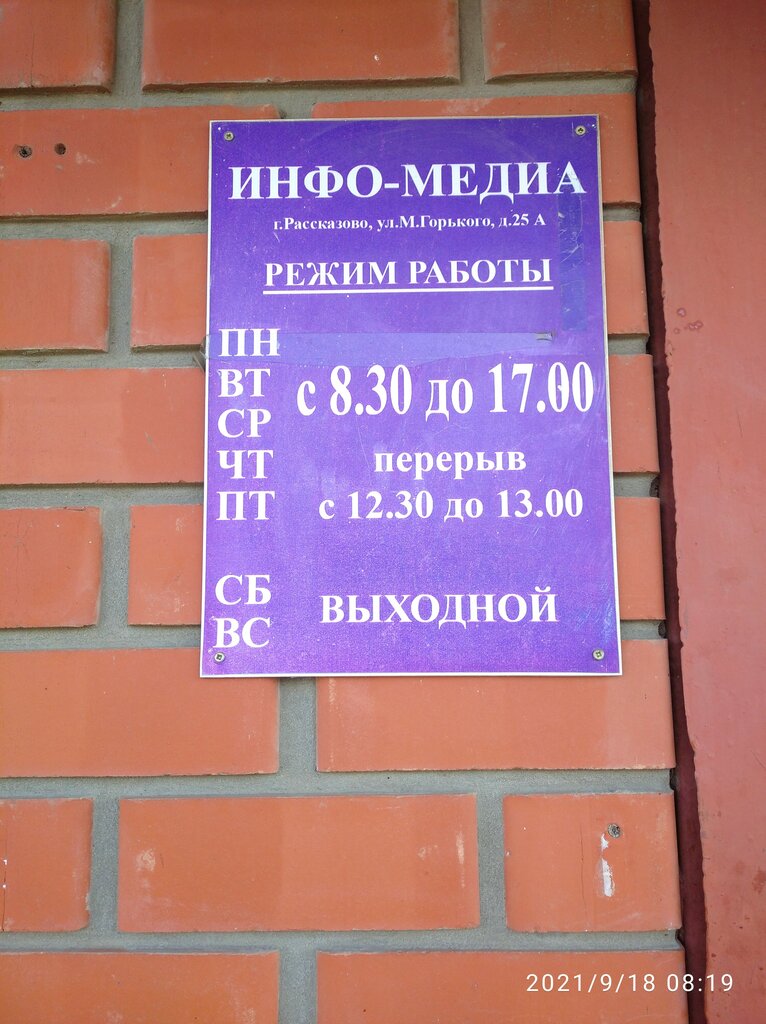 ИНФО-МЕДИА
г.Рассказово, ул.М.Горького, д.25 А
РЕЖИМ РАБОТЫ
ПН
ВТ с 8.30 до 17.00
СР
ЧТ перерыв
ПТ с 12.30 до 13.00
СБ
ВЫХОДНОЙ
ВС
2021/9/18 08:19